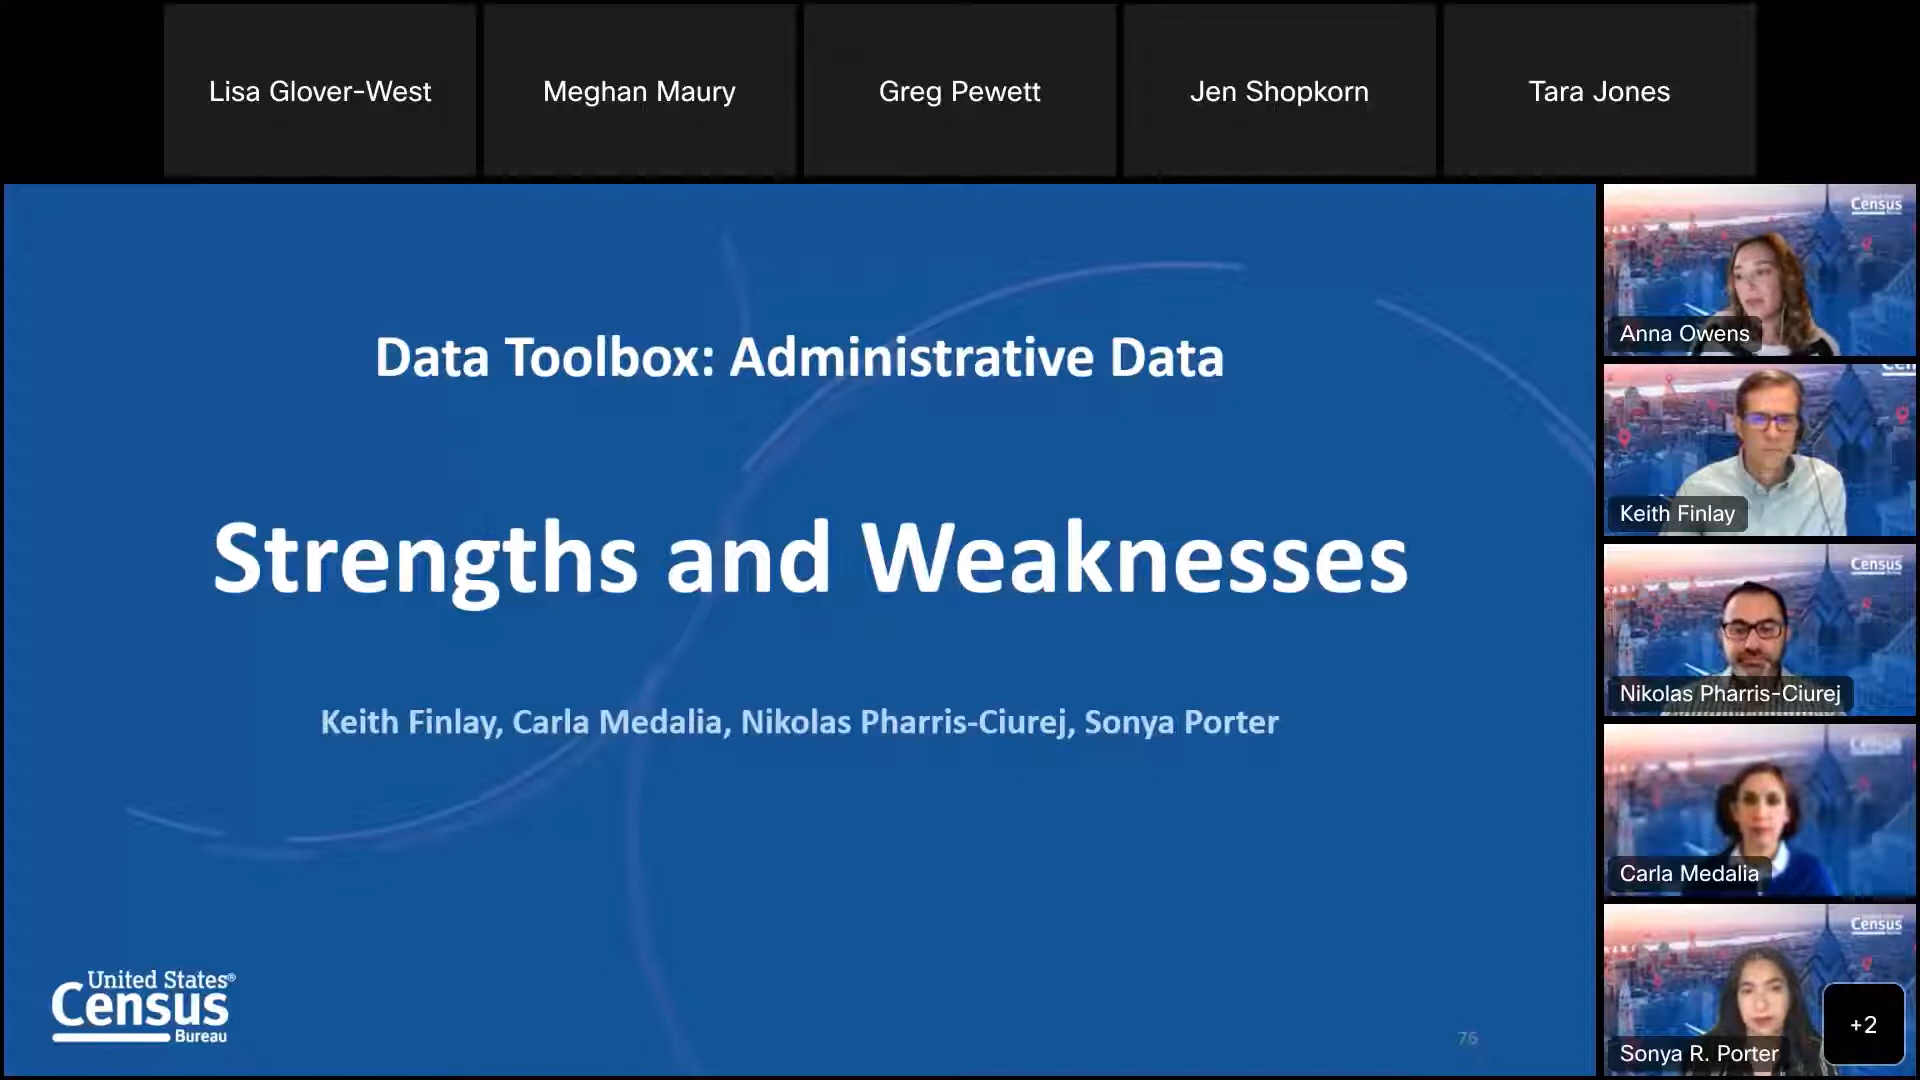 Lisa Glover-West
Meghan Maury
Greg Pewett
Jen Shopkorn
Tara Jones
Data Toolbox: Administrative Data
Strengths and Weaknesses
Keith Finlay, Carla Medalia, Nikolas Pharris-Ciurej, Sonya Porter
United States®
Census
Bureau
76
Census
Anna Owens
Census
Keith Finlay
Census
Nikolas Pharris-Ciurej
Census
Carla Medalia
Census
Sonya R. Porter
+2